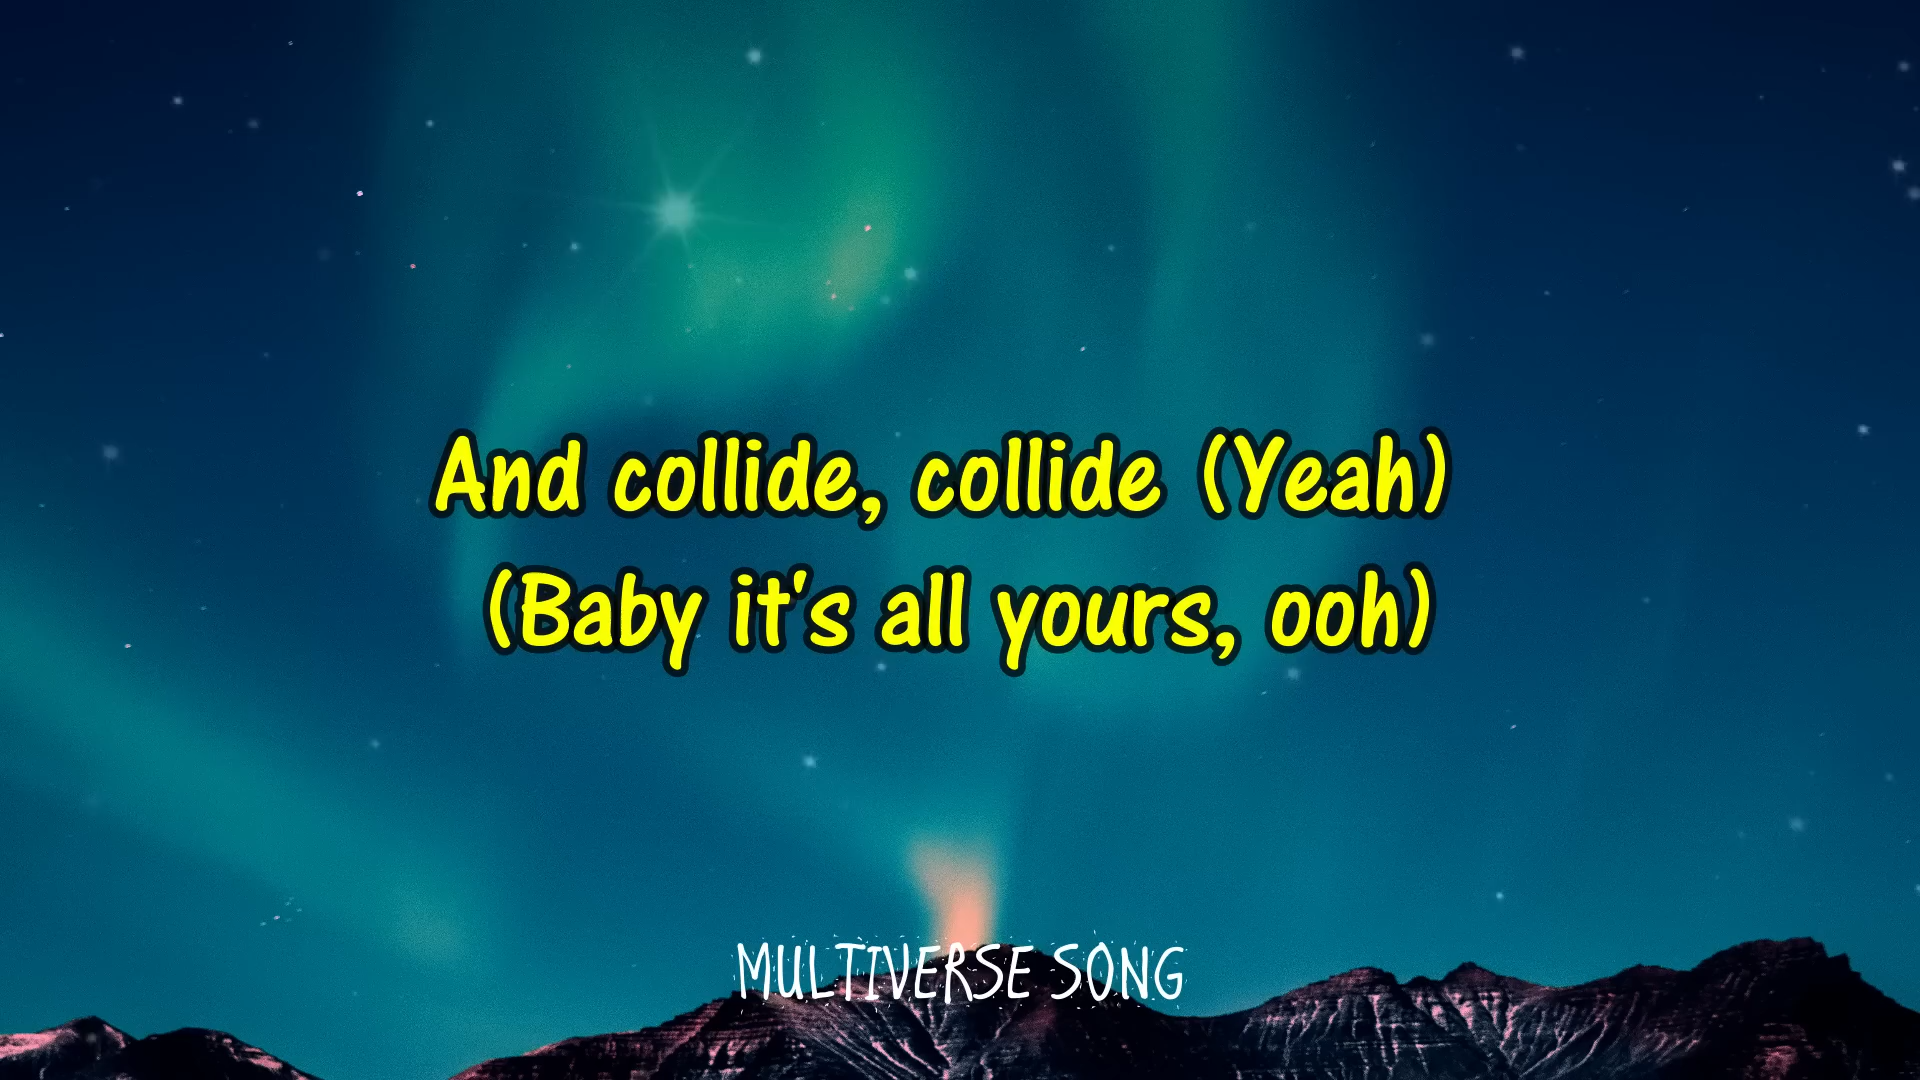 And collide, collide (Yeah)
(Baby it's all yours, ooh)
MULTIVERSE SONG